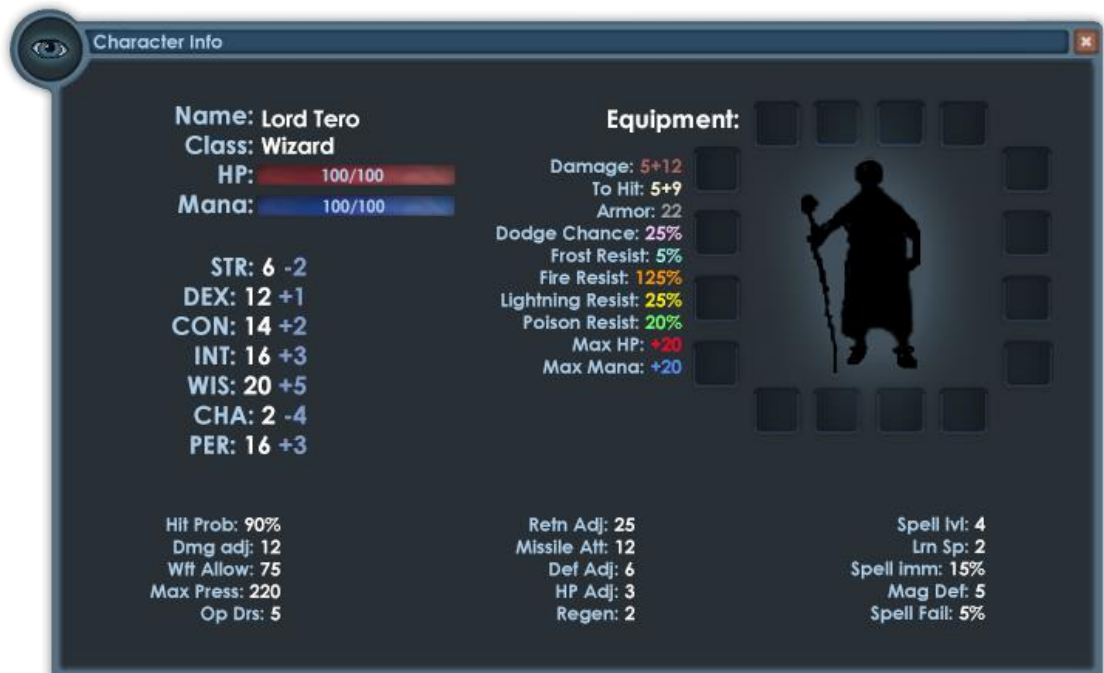 Character Info
Name: Lord Tero
Class: Wizard
HP: 100/100
Mana: 100/100
STR: 6 -2
DEX: 12 +1
CON: 14 +2
INT: 16 +3
WIS: 20 +5
CHA: 2 -4
PER: 16 +3
Equipment:
Damage: 5+12
To Hit: 5+9
Armor: 22
Dodge Chance: 25%
Frost Resist: 5%
Fire Resist: 125%
Lightning Resist: 25%
Poison Resist: 20%
Max HP: +20
Max Mana: +20
Hit Prob: 90%
Dmg adj: 12
Wft Allow: 75
Max Press: 220
Op Drs: 5
Retn Adj: 25
Missile Att: 12
Def Adj: 6
HP Adj: 3
Regen: 2
Spell lvl: 4
Lrn Sp: 2
Spell imm: 15%
Mag Def: 5
Spell Fail: 5%